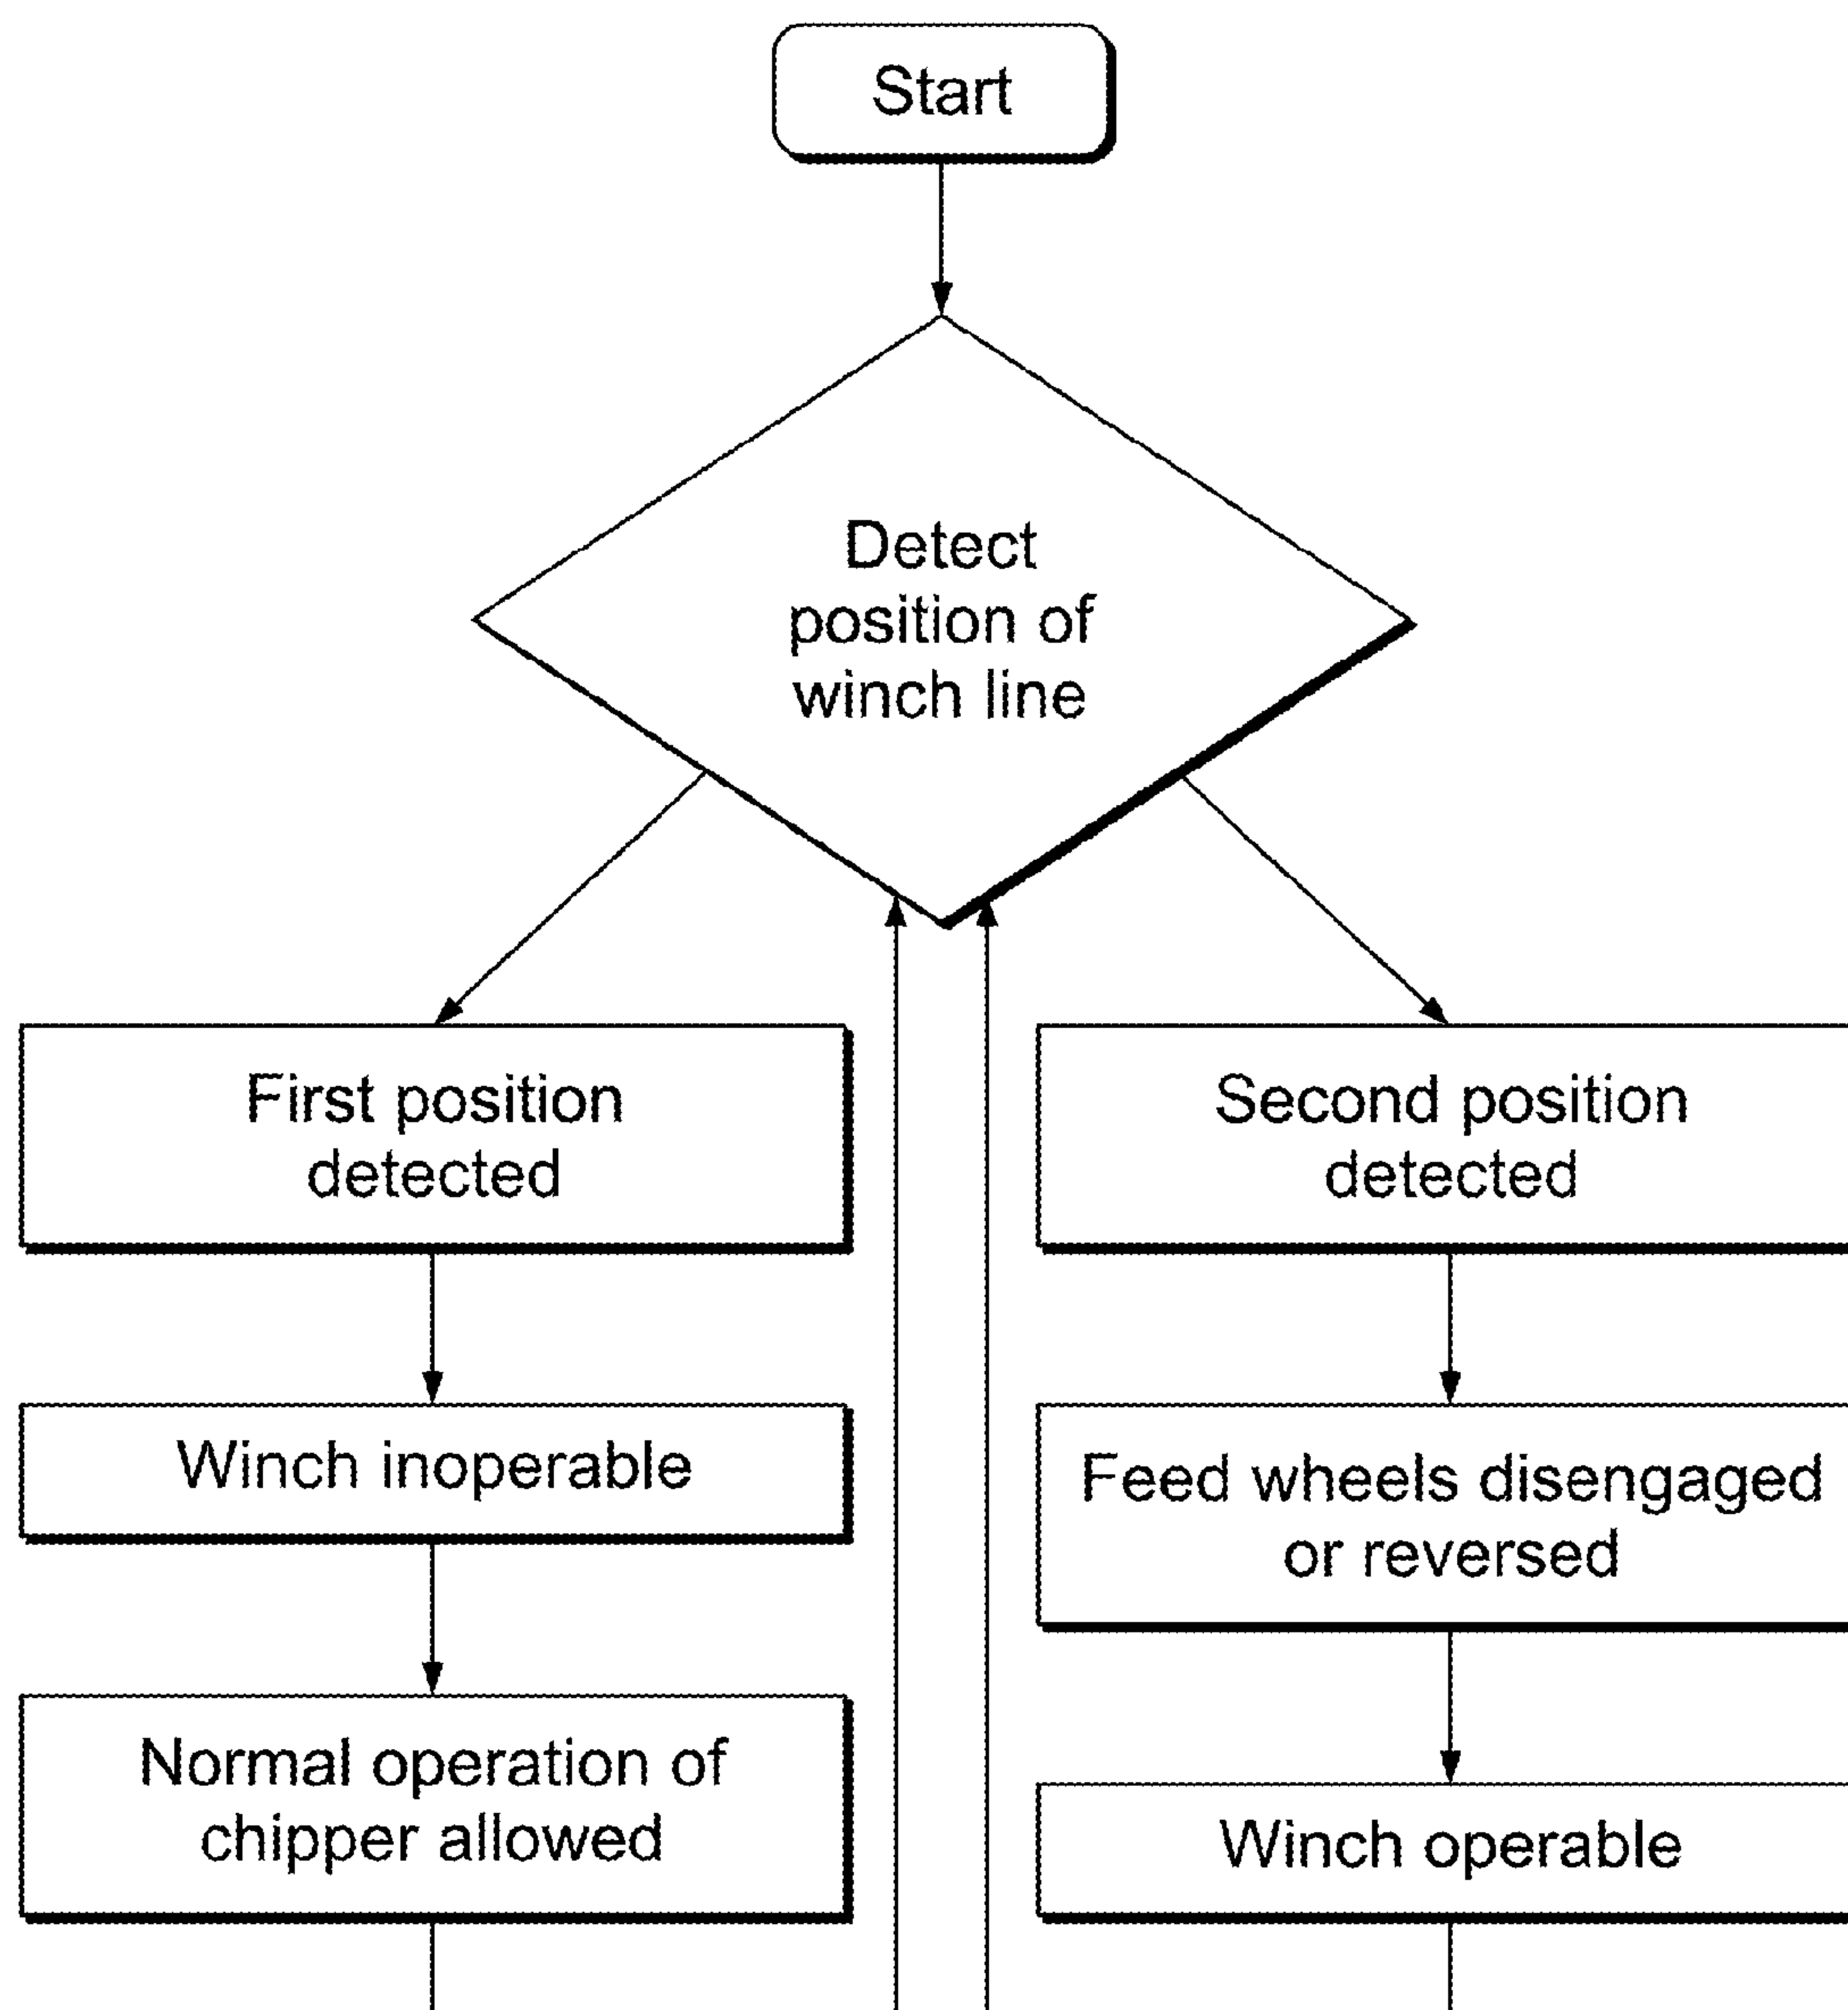 Start
Detect
position of
winch line
First position
detected
Second position
detected
Winch inoperable
Feed wheels disengaged
or reversed
Normal operation of
chipper allowed
Winch operable